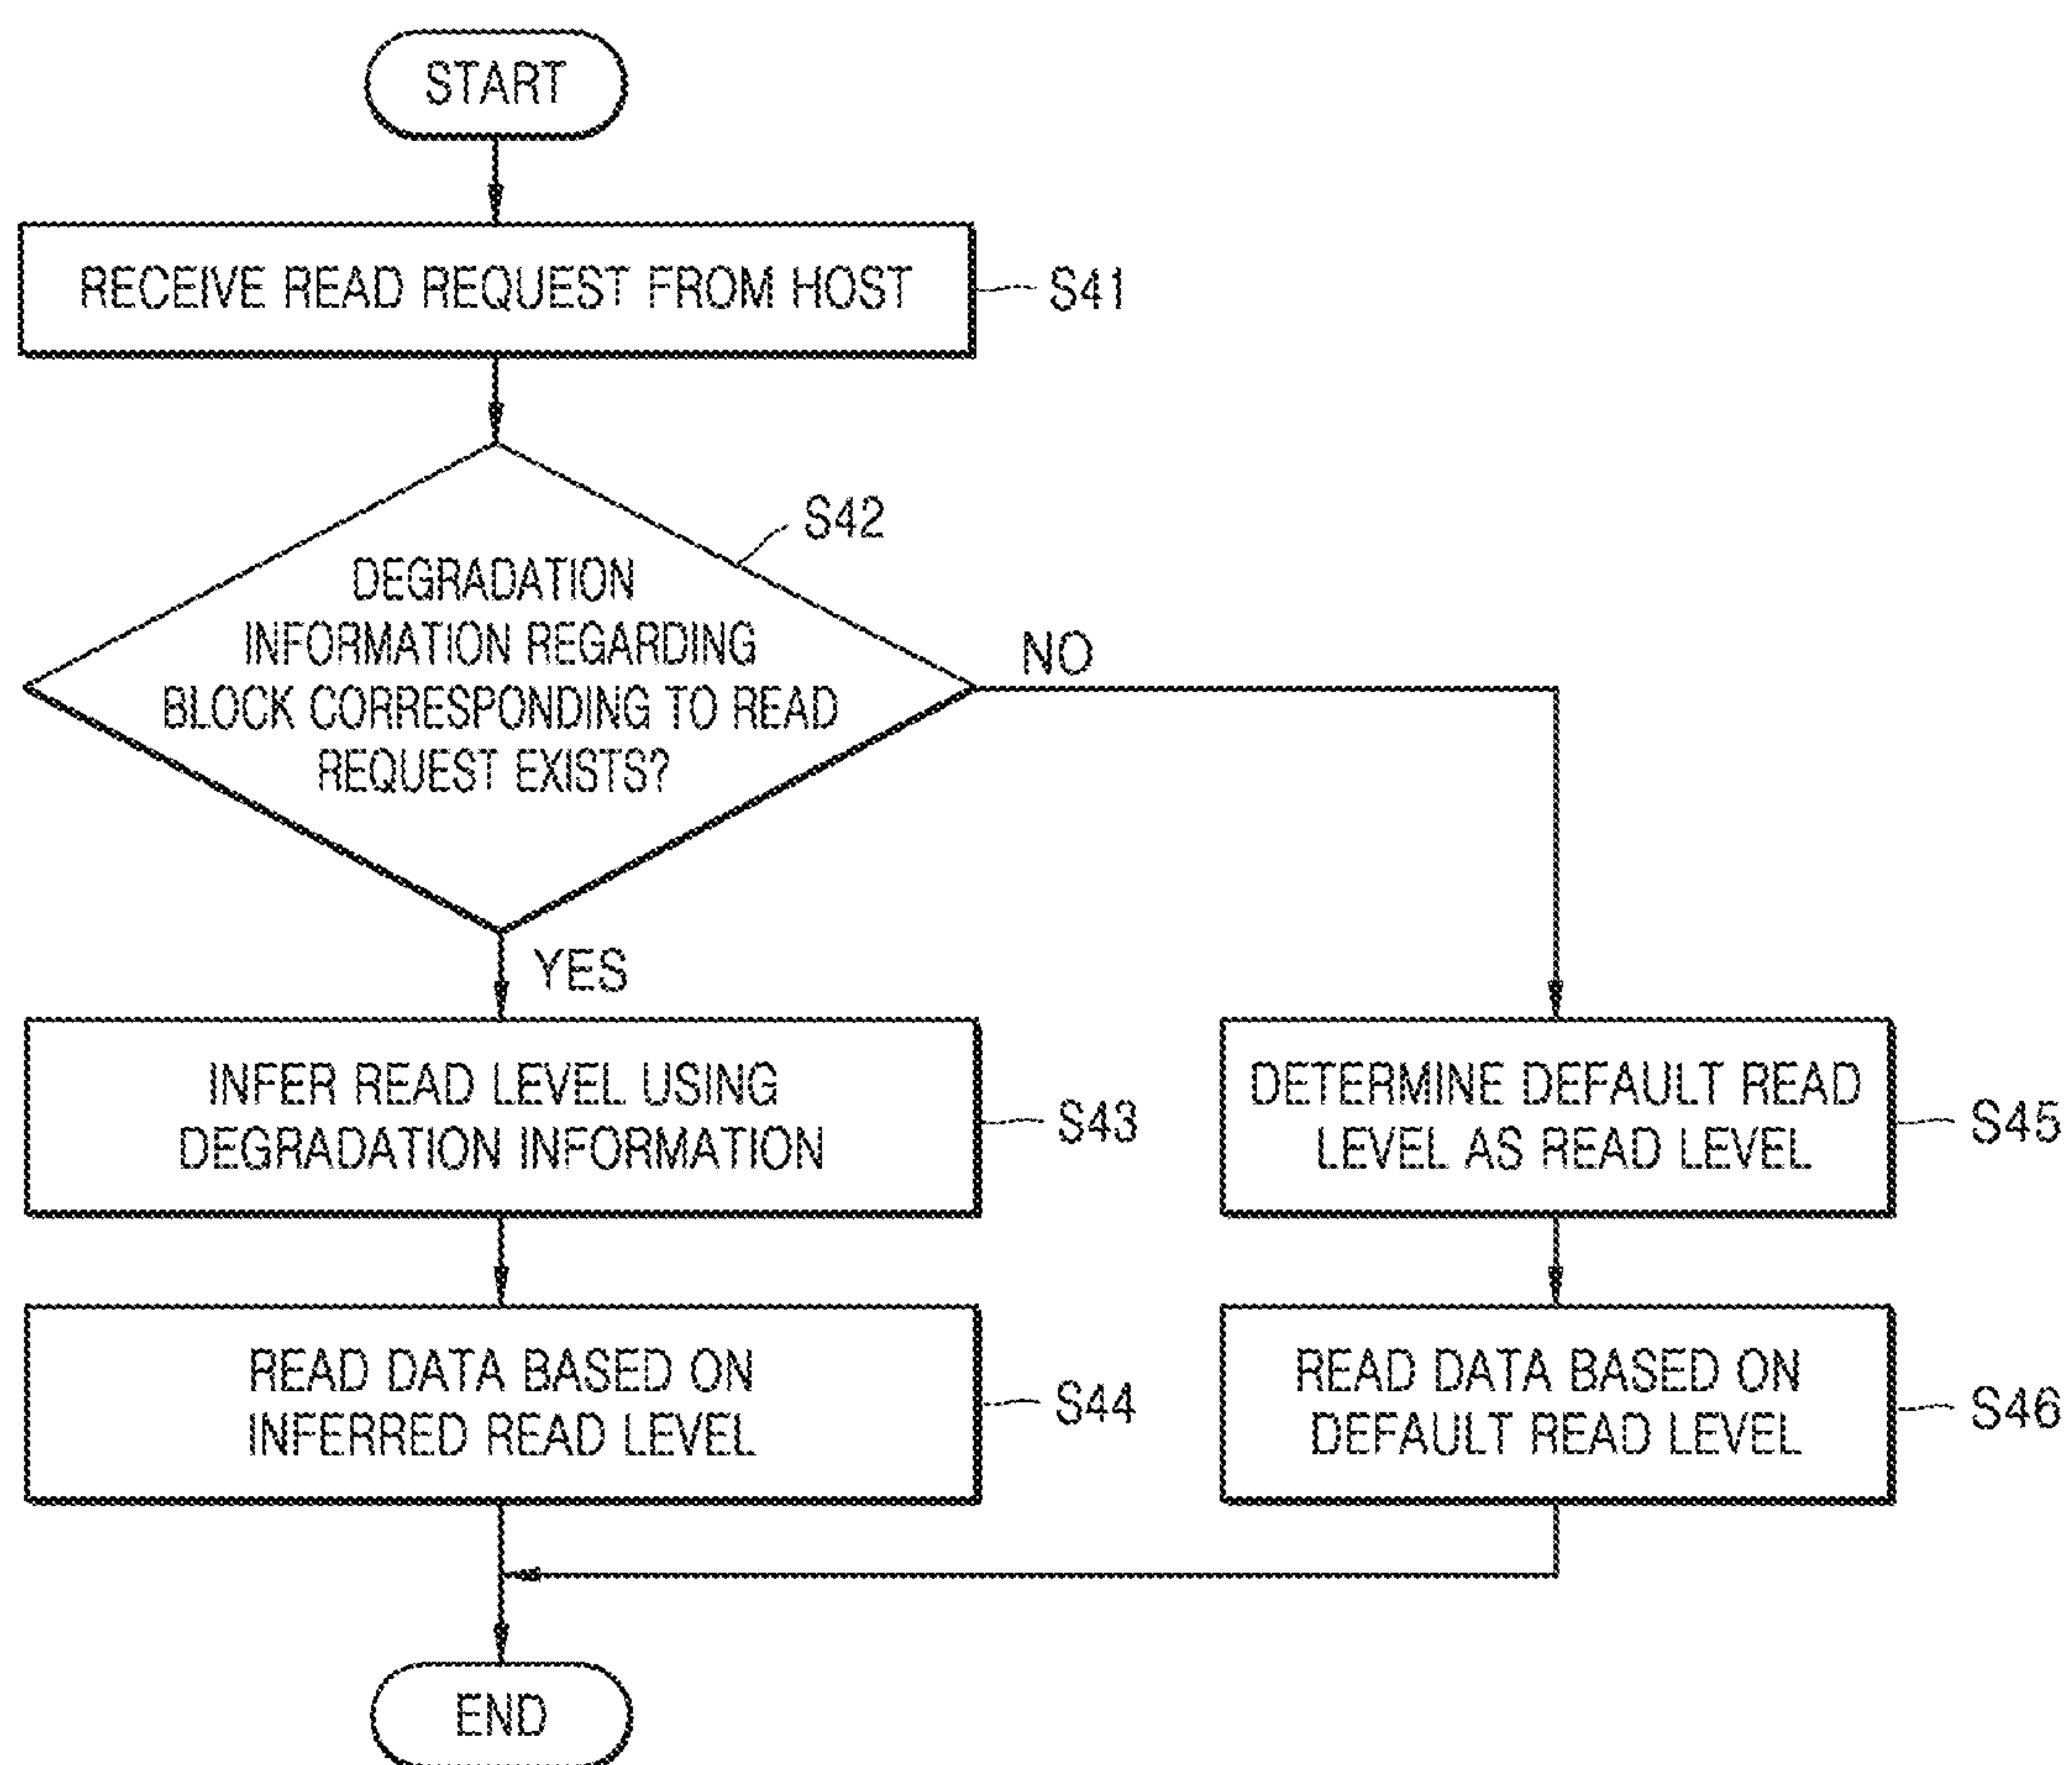 START
RECEIVE READ REQUEST FROM HOST
S41
S42
DEGRADATION
INFORMATION REGARDING
BLOCK CORRESPONDING TO READ
REQUEST EXISTS?
NO
YES
INFER READ LEVEL USING
DEGRADATION INFORMATION
S43
DETERMINE DEFAULT READ
LEVEL AS READ LEVEL
S45
READ DATA BASED ON
INFERRED READ LEVEL
S44
READ DATA BASED ON
DEFAULT READ LEVEL
S46
END